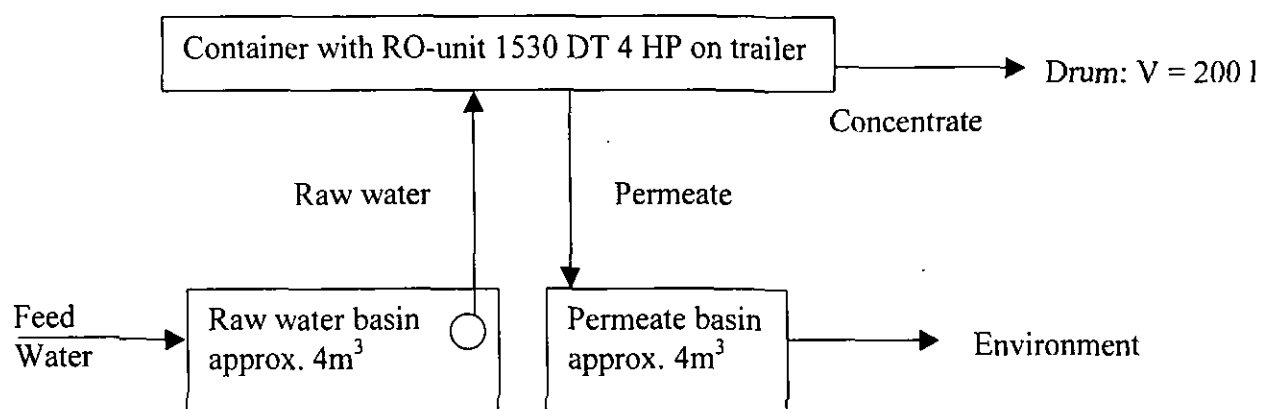 Container with RO-unit 1530 DT 4 HP on trailer
Drum: V = 200 l
Concentrate
Raw water
Permeate
Feed
Water
Raw water basin
approx. 4m³
Permeate basin
approx. 4m³
Environment